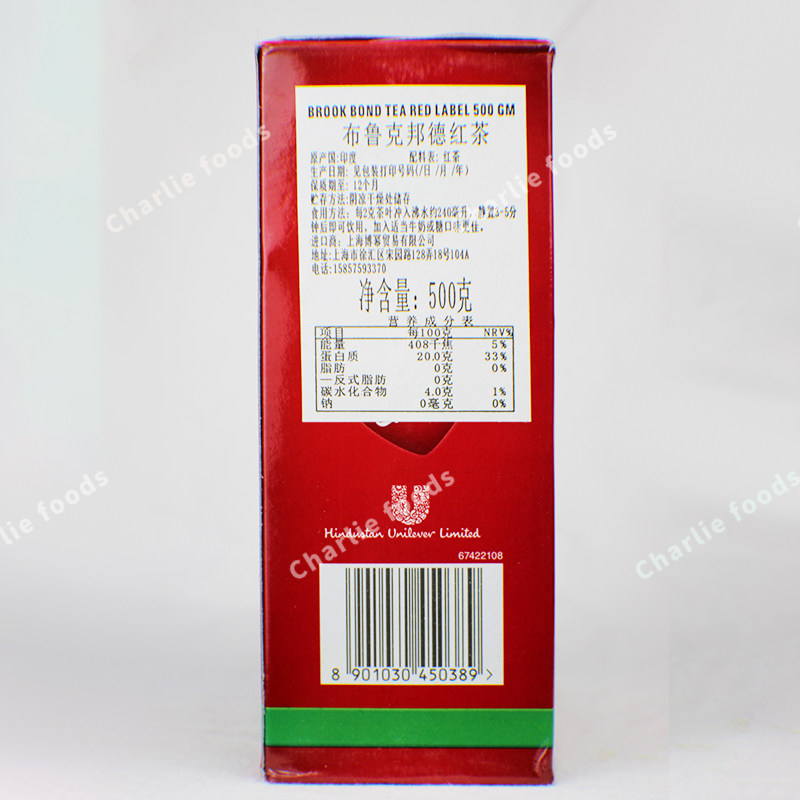 BROOK BOND TEA RED LABEL 500 GM
布鲁克邦德红茶
原产国:印度 配料表: 红茶
生产日期: 见包装打印号码(/日 /月 /年)
保质期至: 12个月
贮存方法:阴凉干燥处储存
食用方法: 每2克茶叶冲入沸水约240毫升, 静置3-5分
钟后即可饮用, 加入适当牛奶或糖口味更佳。
进口商: 上海博幂贸易有限公司
地址:上海市徐汇区宋园路128弄18号104A
电话:15857593370
净含量: 500克
营养成分表
项目 每100克 NRV%
能量 408千焦 5%
蛋白质 20.0克 33%
脂肪 0克 0%
—反式脂肪 0克
碳水化合物 4.0克 1%
钠 0毫克 0%
Hindustan Unilever Limited
67422108
8 901030 450389 >
Charlie foods
Charlie foods
lie foods
Charlie foods
Charlie foods